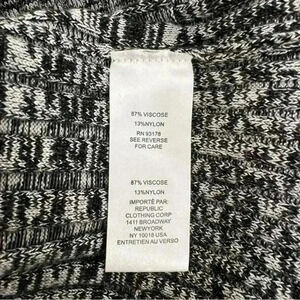 87% VISCOSE
13%NYLON
RN 93178
SEE REVERSE
FOR CARE
87% VISCOSE
13%NYLON
IMPORTÉ PAR:
REPUBLIC
CLOTHING CORP
1411 BROADWAY
NEWYORK
NY 10018 USA
ENTRETIEN AU VERSO